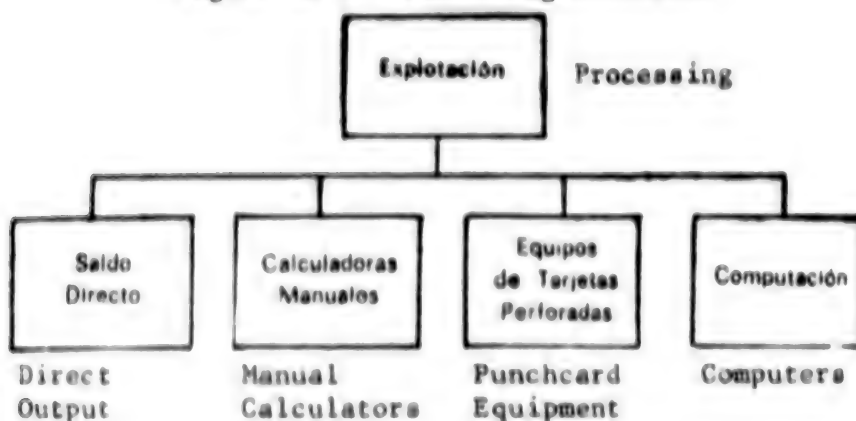 Explotación
Processing
Saldo
Directo
Calculadoras
Manuales
Equipos
de Tarjetas
Perforadas
Computación
Direct
Output
Manual
Calculators
Punchcard
Equipment
Computers